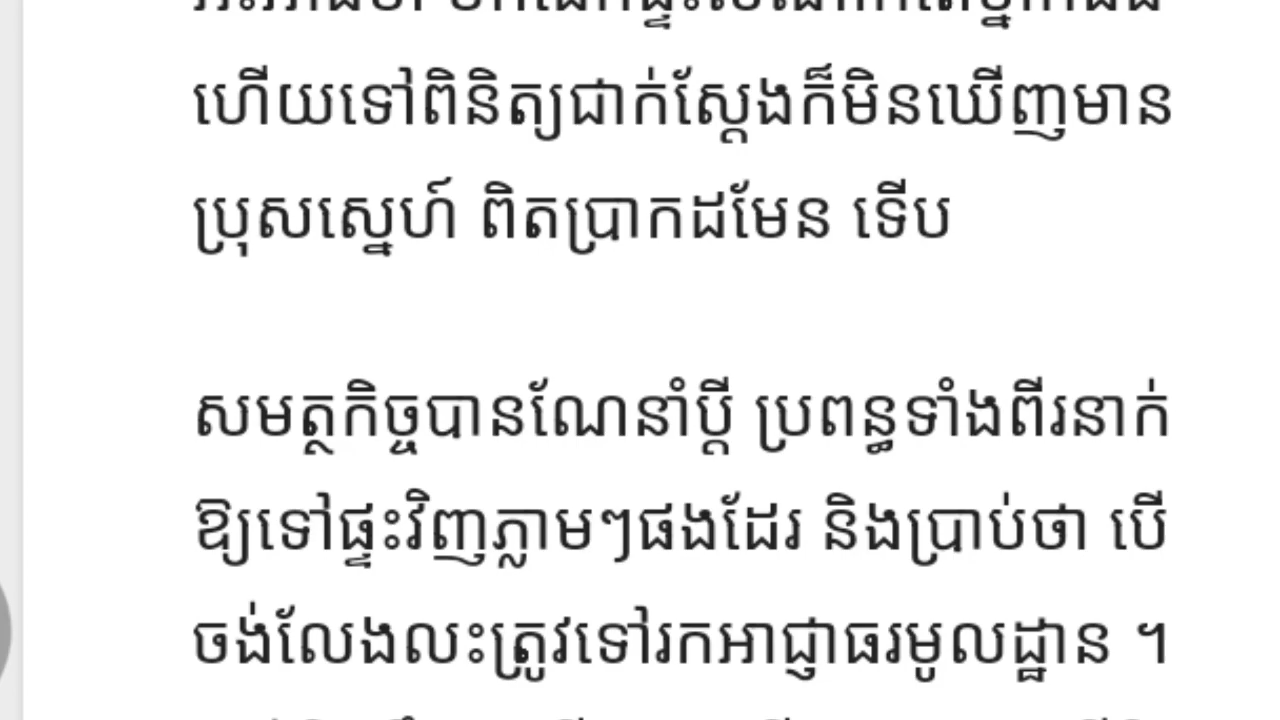 ហើយទៅពិនិត្យជាក់ស្តែងក៏មិនឃើញមាន
ប្រុសស្នេហ៍ ពិតប្រាកដមែន ទើប
សមត្ថកិច្ចបានណែនាំប្តី ប្រពន្ធទាំងពីរនាក់
ឱ្យទៅផ្ទះវិញភ្លាមៗផងដែរ និងប្រាប់ថា បើ
ចង់លែងលះត្រូវទៅរកអាជ្ញាធរមូលដ្ឋាន ។